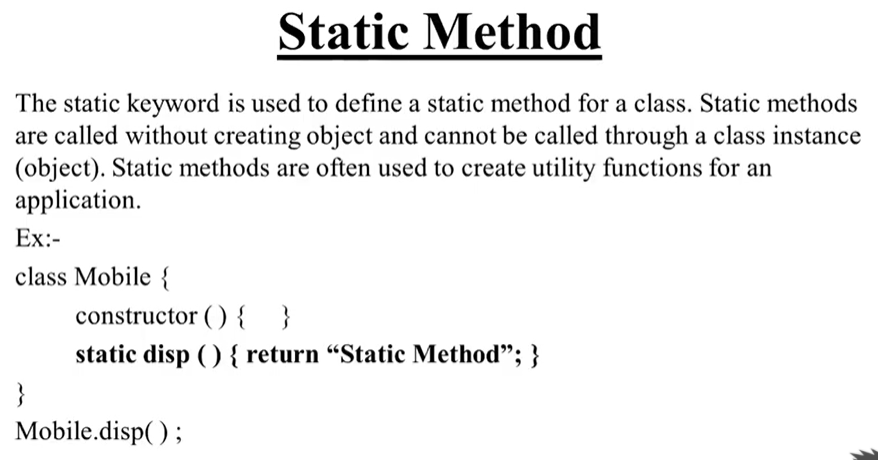 Static Method
The static keyword is used to define a static method for a class. Static methods
are called without creating object and cannot be called through a class instance
(object). Static methods are often used to create utility functions for an
application.
Ex:-
class Mobile {
constructor ( ) {    }
static disp ( ) { return “Static Method”; }
}
Mobile.disp( ) ;